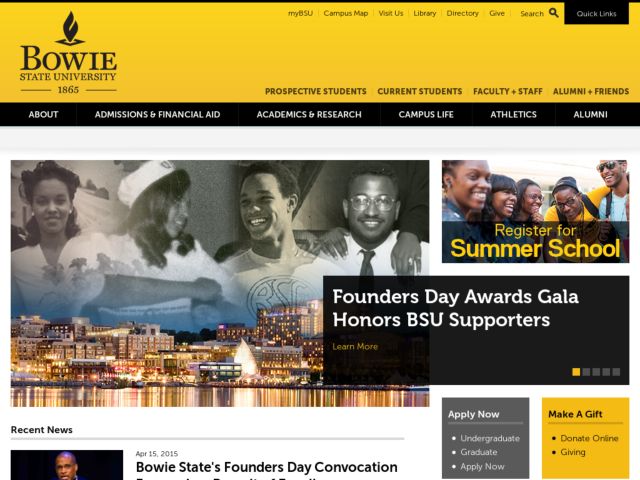 myBSU Campus Map Visit Us Library Directory Give Search Quick Links
BOWIE
STATE UNIVERSITY
1865
PROSPECTIVE STUDENTS CURRENT STUDENTS FACULTY + STAFF ALUMNI + FRIENDS
ABOUT ADMISSIONS & FINANCIAL AID ACADEMICS & RESEARCH CAMPUS LIFE ATHLETICS ALUMNI
Register for
Summer School
Founders Day Awards Gala
Honors BSU Supporters
Learn More
Apply Now
Undergraduate
Graduate
Apply Now
Make A Gift
Donate Online
Giving
Recent News
Apr 15, 2015
Bowie State's Founders Day Convocation